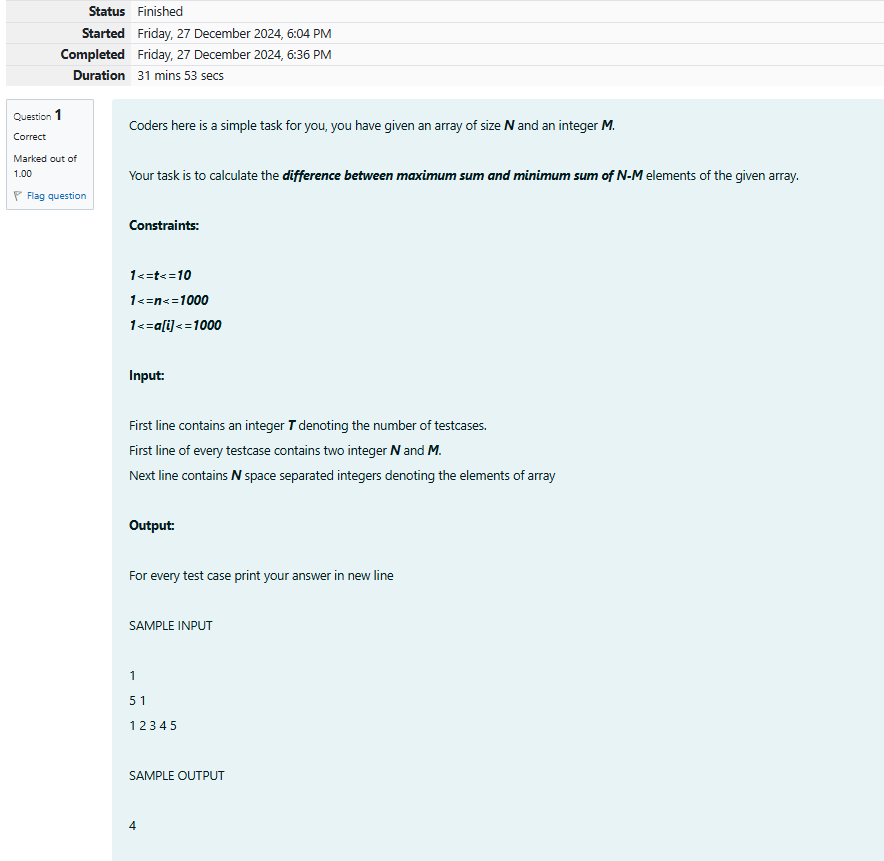 Status Finished
Started Friday, 27 December 2024, 6:04 PM
Completed Friday, 27 December 2024, 6:36 PM
Duration 31 mins 53 secs
Question 1
Correct
Marked out of
1.00
Flag question
Coders here is a simple task for you, you have given an array of size N and an integer M.
Your task is to calculate the difference between maximum sum and minimum sum of N-M elements of the given array.
Constraints:
1<=t<=10
1<=n<=1000
1<=a[i]<=1000
Input:
First line contains an integer T denoting the number of testcases.
First line of every testcase contains two integer N and M.
Next line contains N space separated integers denoting the elements of array
Output:
For every test case print your answer in new line
SAMPLE INPUT
1
5 1
1 2 3 4 5
SAMPLE OUTPUT
4